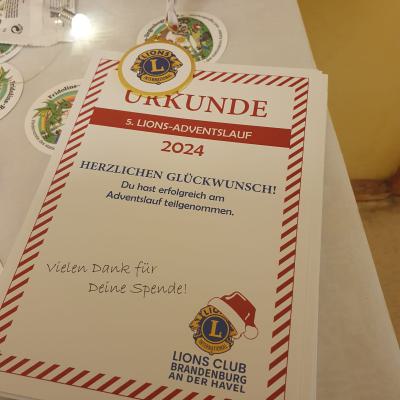 LIONS
L
INTERNATIONAL
URKUNDE
5. LIONS-ADVENTSLAUF
2024
HERZLICHEN GLÜCKWUNSCH!
Du hast erfolgreich am
Adventslauf teilgenommen.
Vielen Dank für
Deine Spende!
LIONS
L
INTERNATIONAL
LIONS CLUB
BRANDENBURG
AN DER HAVEL